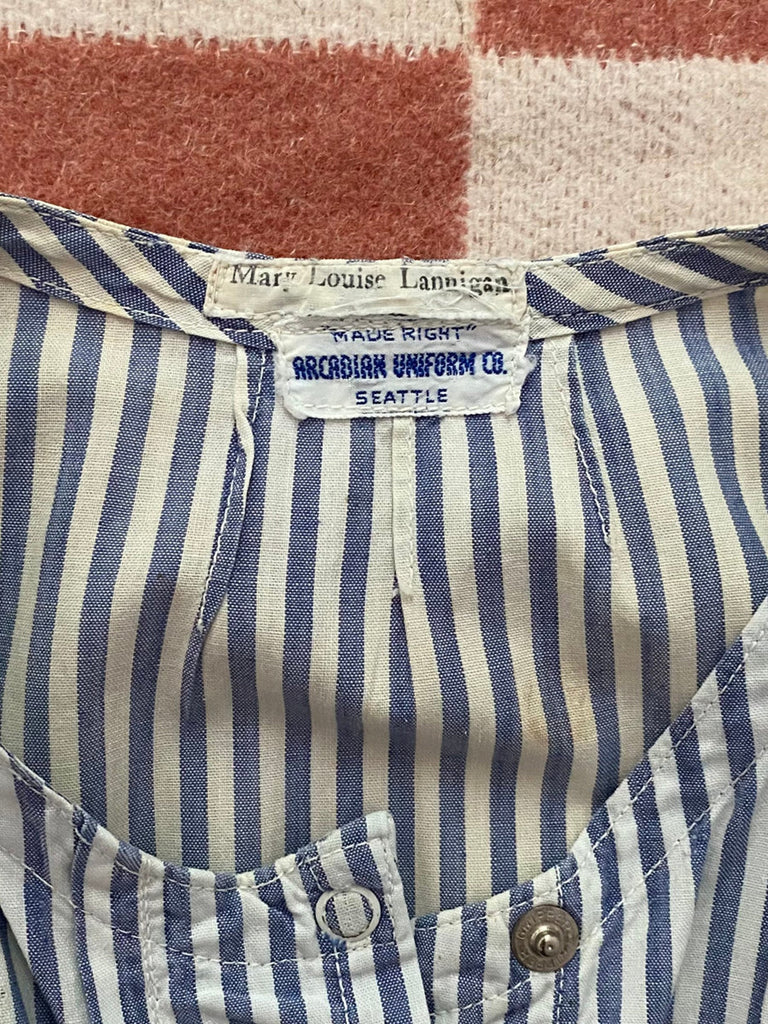 Mary Louise Lannigan
"MADE RIGHT"
ARCADIAN UNIFORM CO.
SEATTLE